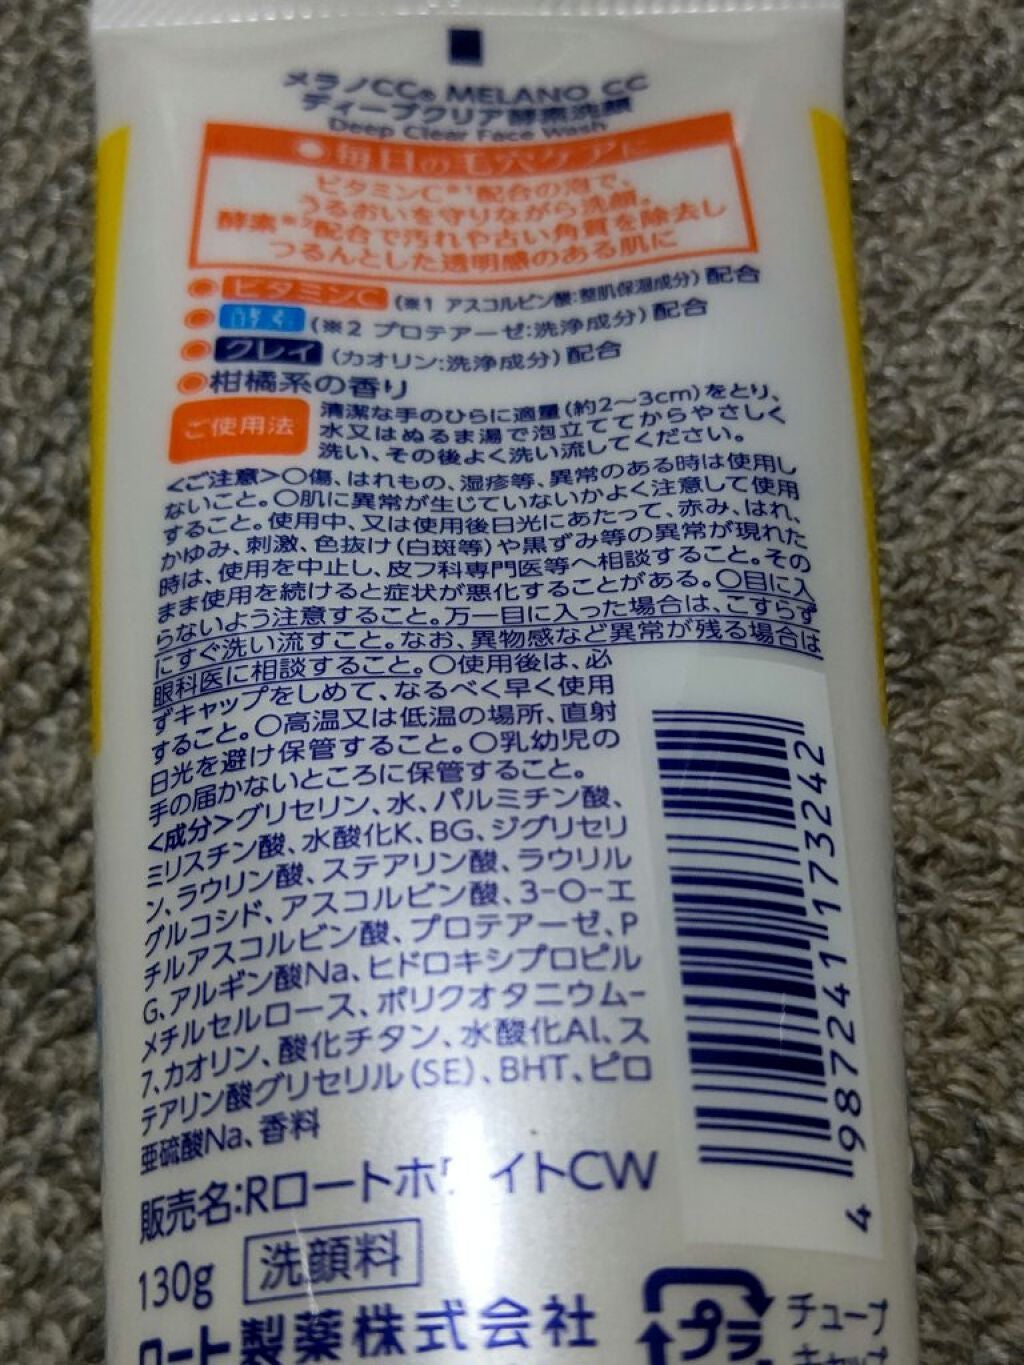 メラノCC® MELANO CC
ディープクリア酵素洗顔
Deep Clear Face Wash
●毎日の毛穴ケアに
ビタミンC※1配合の泡で、
うるおいを守りながら洗顔。
酵素※2配合で汚れや古い角質を除去し
つるんとした透明感のある肌に
●ビタミンC(※1 アスコルビン酸:整肌保湿成分)配合
●酵素(※2 プロテアーゼ:洗浄成分)配合
●クレイ(カオリン:洗浄成分)配合
●柑橘系の香り
ご使用法
清潔な手のひらに適量(約2〜3cm)をとり、
水又はぬるま湯で泡立ててからやさしく
洗い、その後よく洗い流してください。
<ご注意>○傷、はれもの、湿疹等、異常のある時は使用し
ないこと。○肌に異常が生じていないかよく注意して使用
すること。使用中、又は使用後日光にあたって、赤み、はれ、
かゆみ、刺激、色抜け(白斑等)や黒ずみ等の異常が現れた
時は、使用を中止し、皮フ科専門医等へ相談すること。その
まま使用を続けると症状が悪化することがある。○目に入
らないよう注意すること。万一目に入った場合は、こすらず
にすぐ洗い流すこと。なお、異物感など異常が残る場合は
眼科医に相談すること。○使用後は、必
ずキャップをしめて、なるべく早く使用
すること。○高温又は低温の場所、直射
日光を避け保管すること。○乳幼児の
手の届かないところに保管すること。
<成分>グリセリン、水、パルミチン酸、
ミリスチン酸、水酸化K、BG、ジグリセリ
ン、ラウリン酸、ステアリン酸、ラウリル
グルコシド、アスコルビン酸、3-O-エ
チルアスコルビン酸、プロテアーゼ、P
G、アルギン酸Na、ヒドロキシプロピル
メチルセルロース、ポリクオタニウム-
7、カオリン、酸化チタン、水酸化Al、ス
テアリン酸グリセリル(SE)、BHT、ピロ
亜硫酸Na、香料
販売名:RロートホワイトCW
130g 洗顔料
ロート製薬株式会社
4 987241 173242
プラ
チューブ